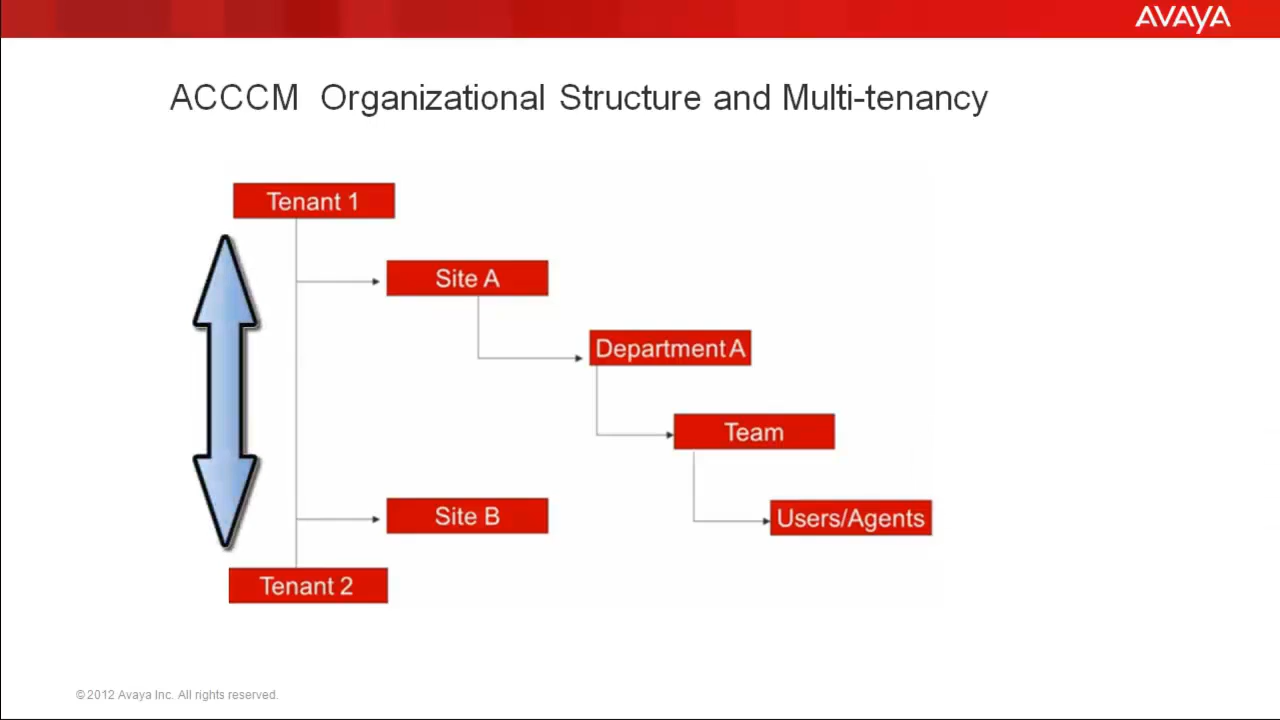 AVAYA
ACCCM Organizational Structure and Multi-tenancy
Tenant 1
Site A
Department A
Team
Site B
Users/Agents
Tenant 2
©2012 Avaya Inc. All rights reserved.